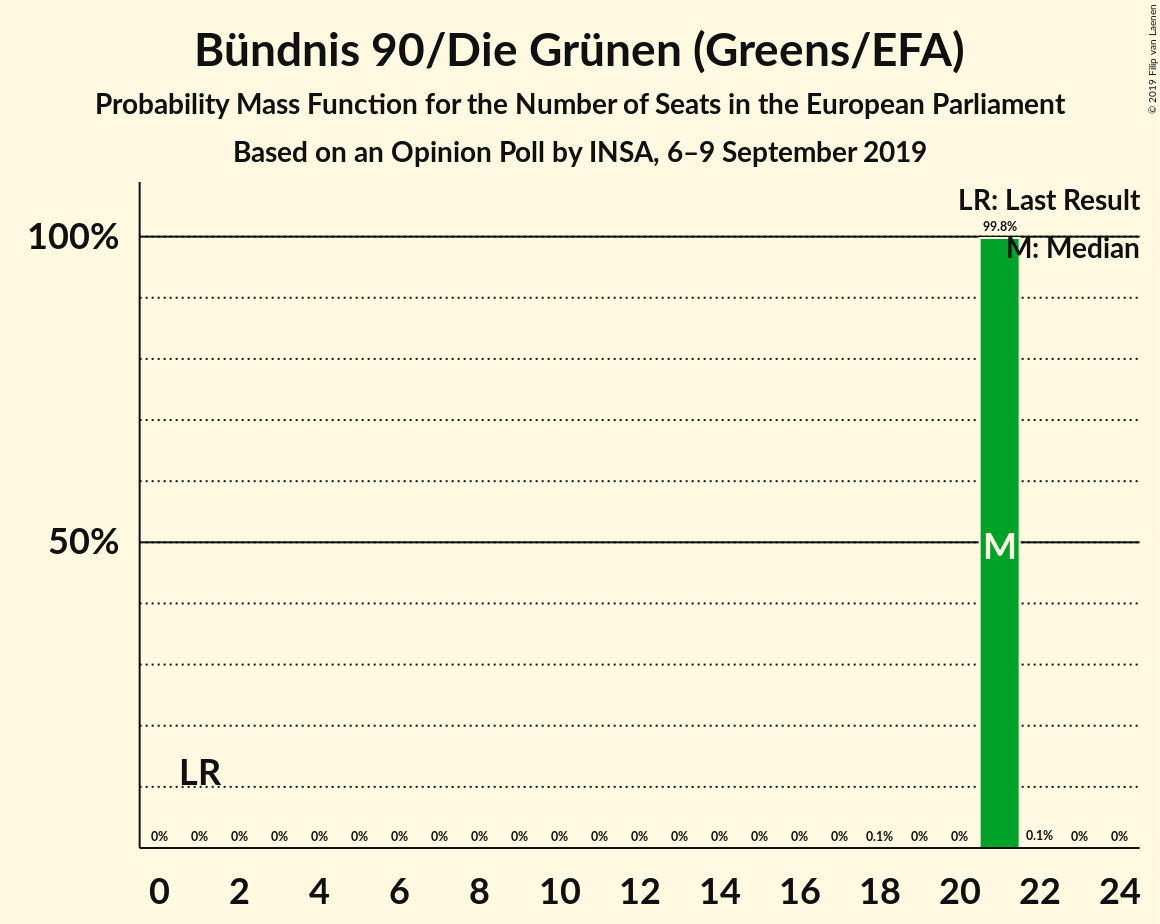 Bündnis 90/Die Grünen (Greens/EFA)
Probability Mass Function for the Number of Seats in the European Parliament
Based on an Opinion Poll by INSA, 6–9 September 2019
© 2019 Filip van Laenen
LR: Last Result
M: Median
99.8%
100%
50%
M
LR
0% 0% 0% 0% 0% 0% 0% 0% 0% 0% 0% 0% 0% 0% 0% 0% 0% 0% 0.1% 0% 0% 0.1% 0% 0%
0 2 4 6 8 10 12 14 16 18 20 22 24